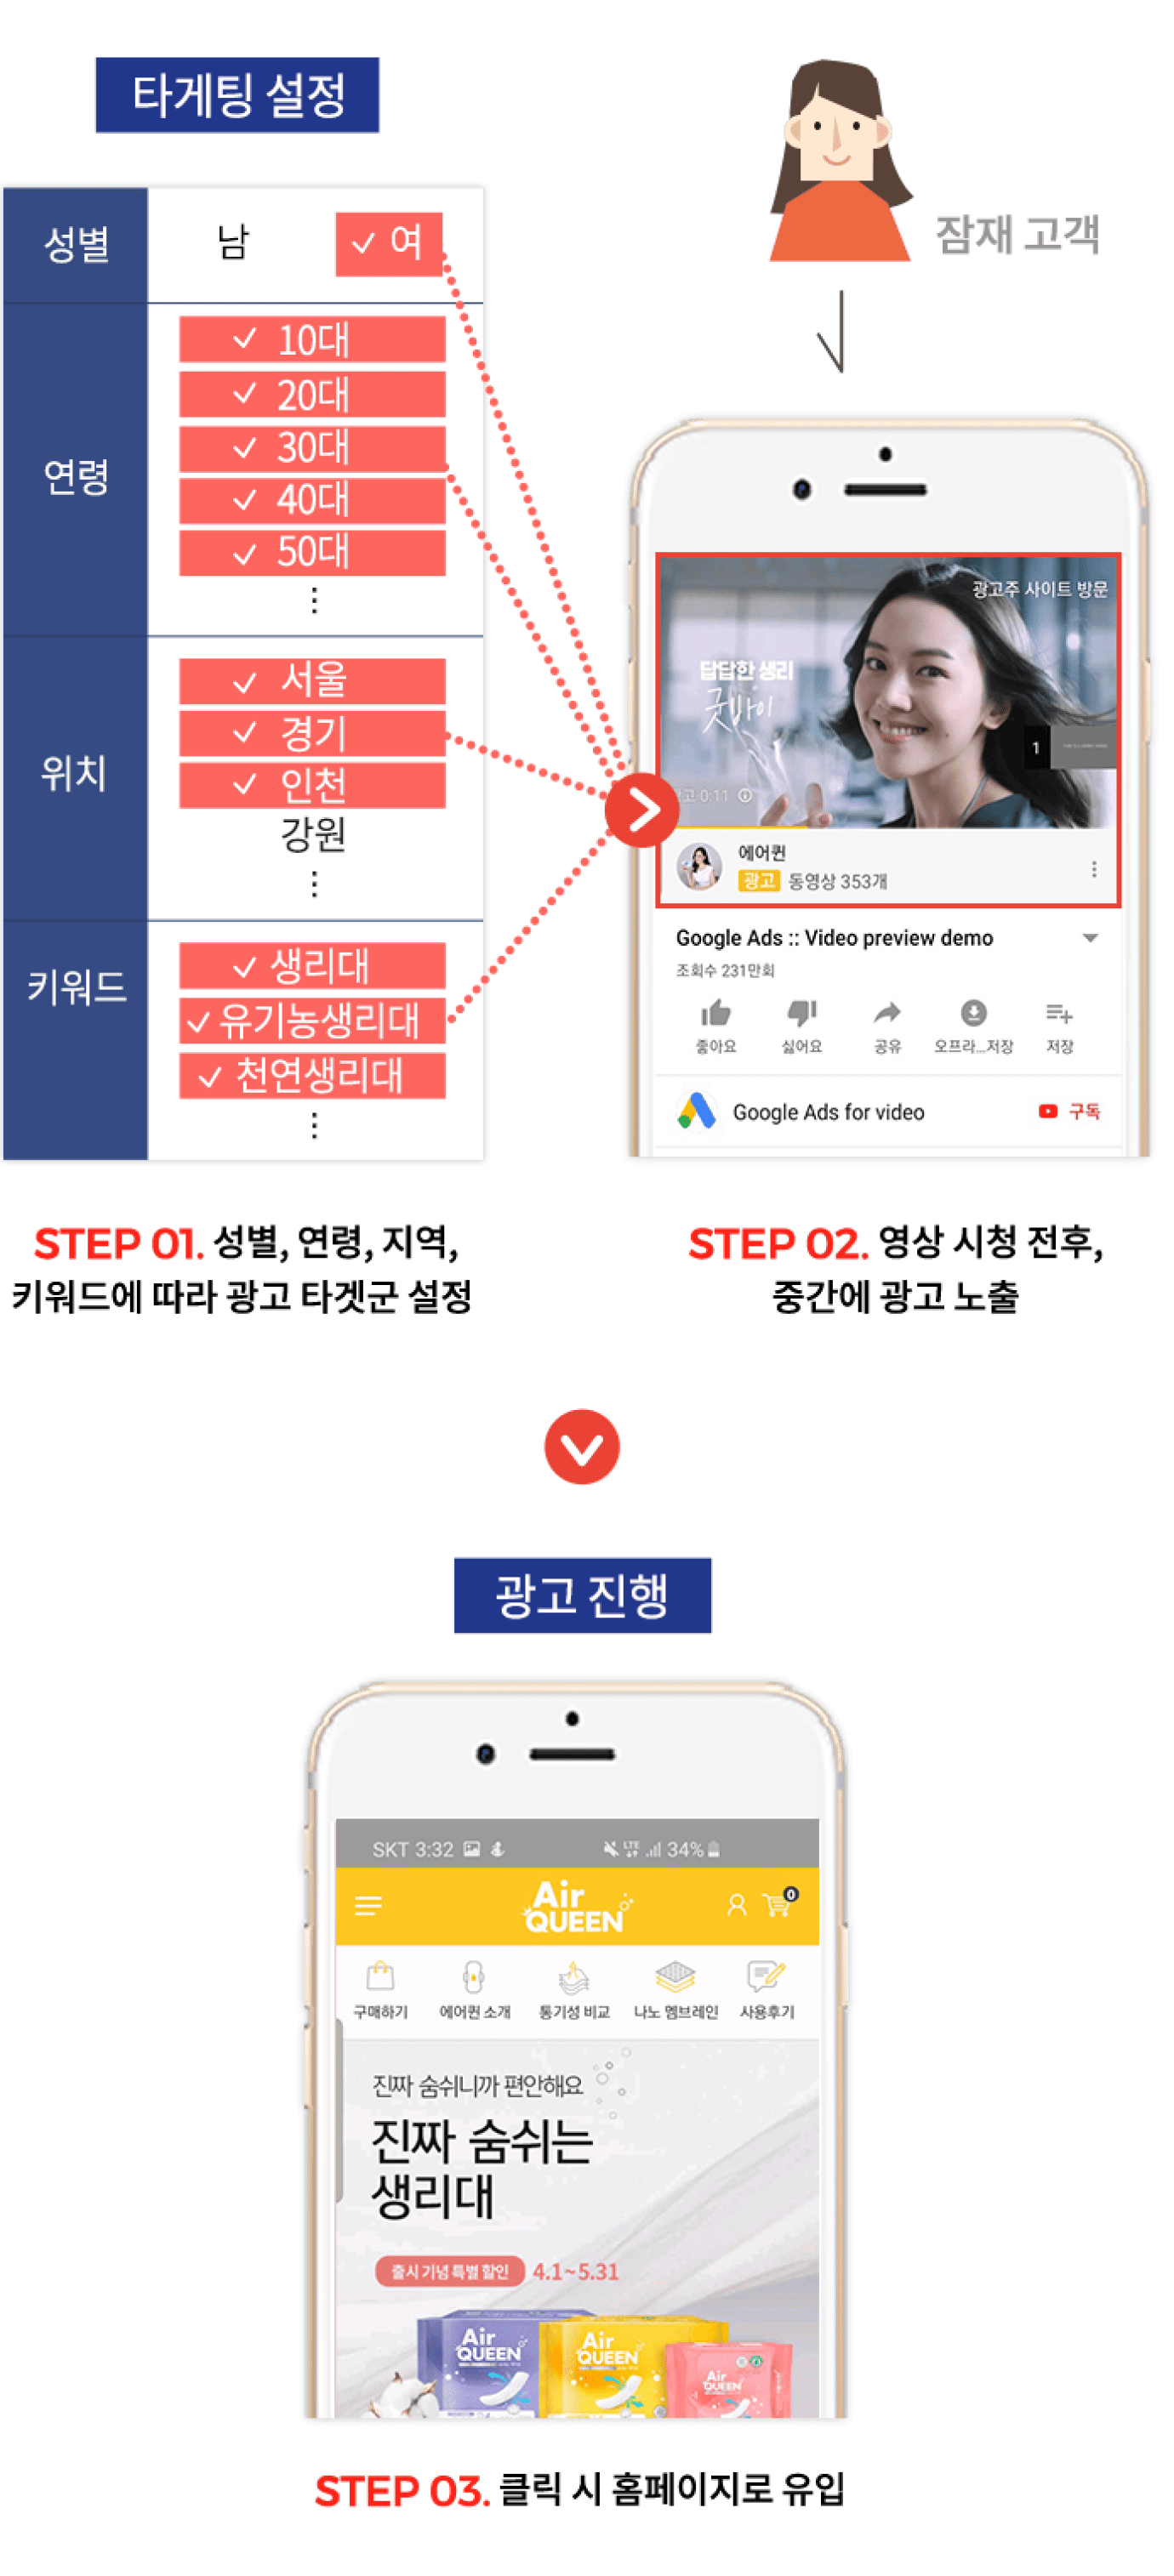 타게팅 설정
잠재 고객
성별 남 여
연령
10대
20대
30대
40대
50대
위치
서울
경기
인천
강원
키워드
생리대
유기농생리대
천연생리대
광고주 사이트 방문
답답한 생리
굿바이
1
광고 0:11
에어퀸
광고 동영상 353개
Google Ads :: Video preview demo
조회수 231만회
좋아요 싫어요 공유 오프라...저장 저장
Google Ads for video 구독
STEP 01. 성별, 연령, 지역,
키워드에 따라 광고 타겟군 설정
STEP 02. 영상 시청 전후,
중간에 광고 노출
광고 진행
SKT 3:32 LTE 34%
Air
QUEEN
0
구매하기 에어퀸 소개 통기성 비교 나노 멤브레인 사용후기
진짜 숨쉬니까 편안해요
진짜 숨쉬는
생리대
출시 기념 특별 할인 4.1~5.31
Air
QUEEN
Air
QUEEN
Air
QUEEN
STEP 03. 클릭 시 홈페이지로 유입